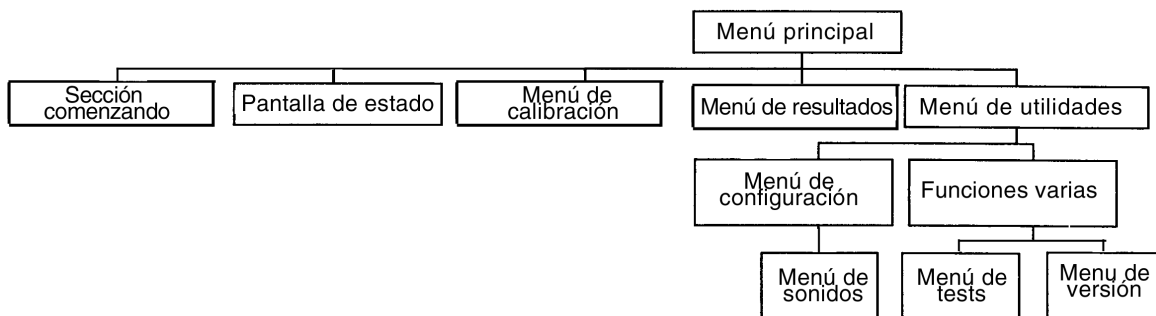 Menú principal
Sección
comenzando
Pantalla de estado
Menú de
calibración
Menú de resultados
Menú de utilidades
Menú de
configuración
Funciones varias
Menú de
sonidos
Menú de
tests
Menu de
versión